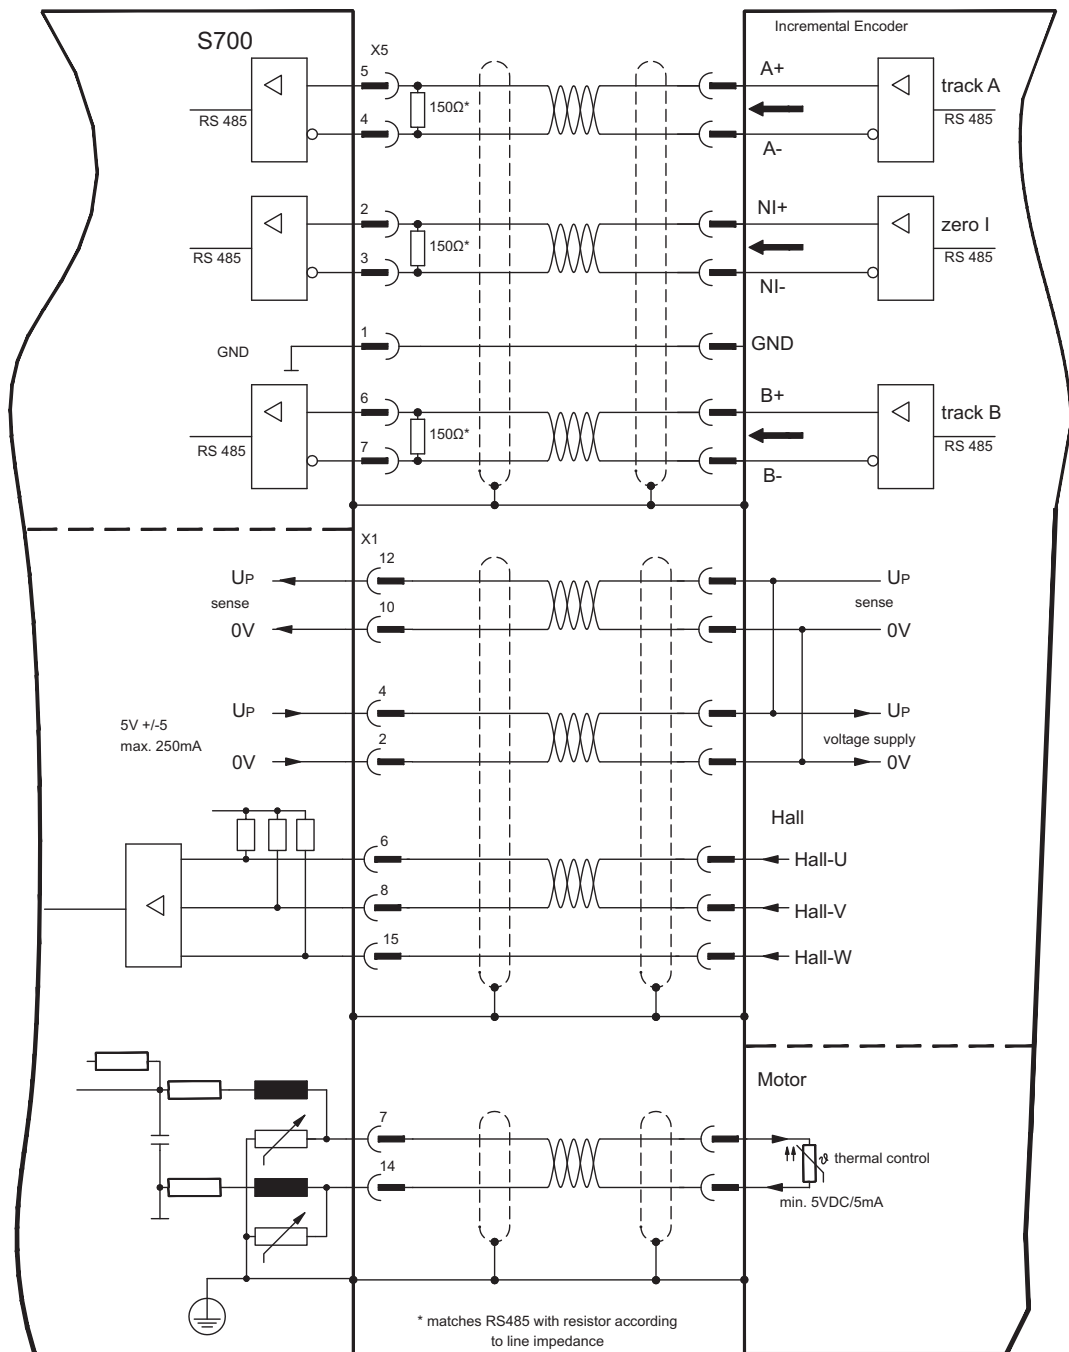 Incremental Encoder
S700
X5
5
A+
track A
150Ω*
RS 485
RS 485
4
A-
2
NI+
zero I
150Ω*
RS 485
RS 485
3
NI-
1
GND
GND
6
B+
track B
150Ω*
RS 485
RS 485
7
B-
X1
12
UP
UP
sense
sense
10
0V
0V
4
UP
UP
5V +/-5
max. 250mA
voltage supply
2
0V
0V
Hall
6
Hall-U
8
Hall-V
15
Hall-W
Motor
7
ϑ thermal control
14
min. 5VDC/5mA
* matches RS485 with resistor according
to line impedance